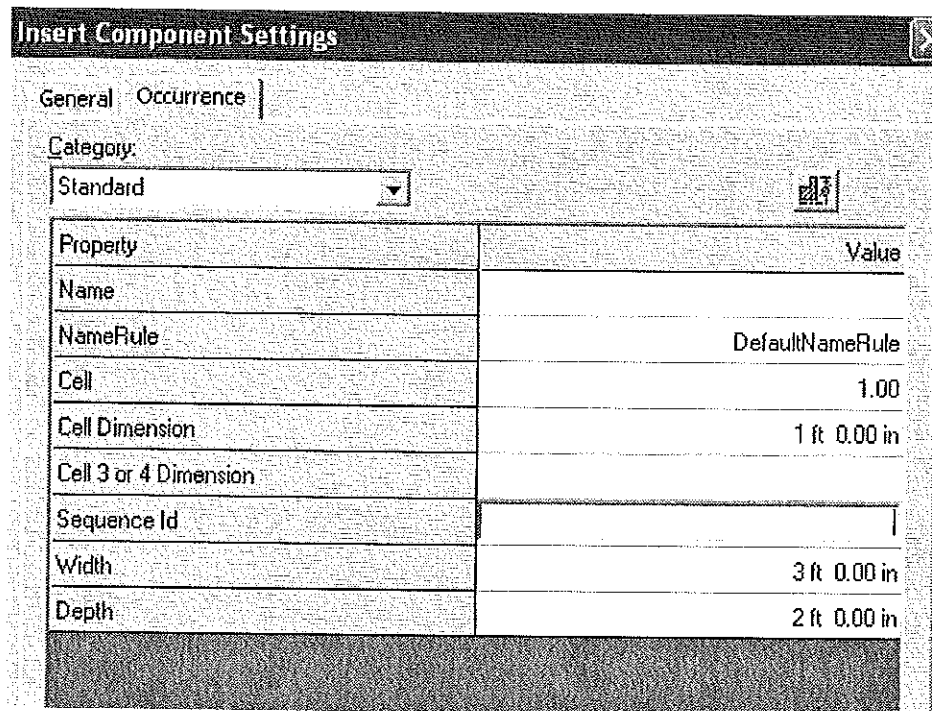 Insert Component Settings
General Occurrence
Category:
Standard
Property Value
Name
NameRule DefaultNameRule
Cell 1.00
Cell Dimension 1 ft 0.00 in
Cell 3 or 4 Dimension
Sequence Id
Width 3 ft 0.00 in
Depth 2 ft 0.00 in